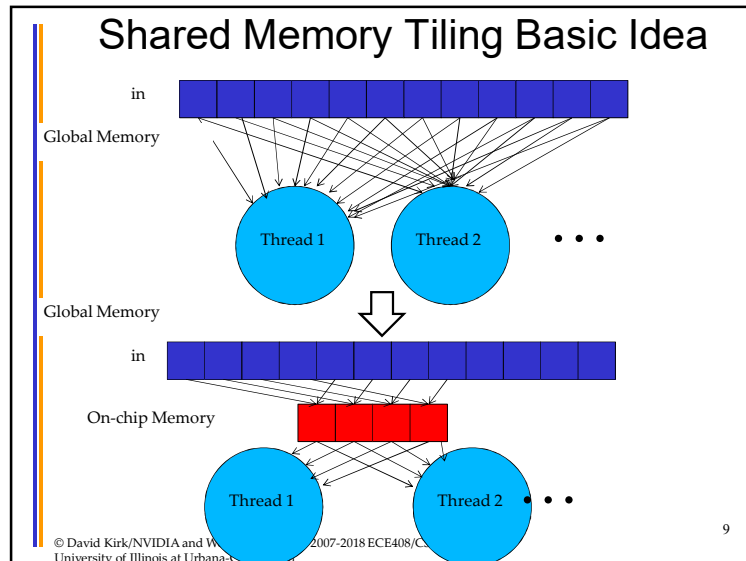 Shared Memory Tiling Basic Idea
in
Global Memory
Thread 1
Thread 2
• • •
Global Memory
in
On-chip Memory
Thread 1
Thread 2
• • •
9
© David Kirk/NVIDIA and 2007-2018 ECE408/
University of Illinois at